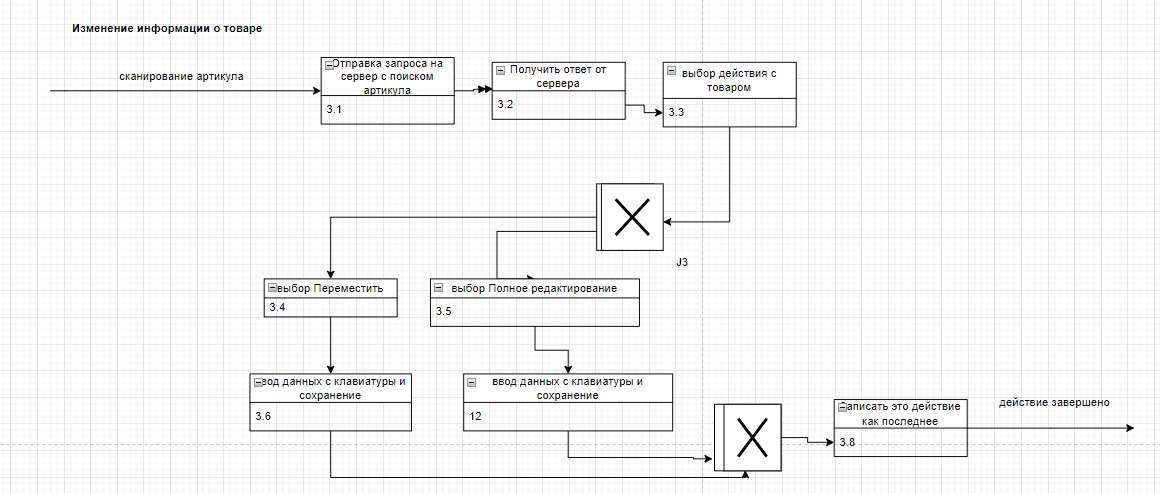 Изменение информации о товаре
сканирование артикула
Отправка запроса на
сервер с поиском
артикула
3.1
Получить ответ от
сервера
3.2
выбор действия с
товаром
3.3
J3
выбор Переместить
3.4
выбор Полное редактирование
3.5
ввод данных с клавиатуры и
сохранение
3.6
ввод данных с клавиатуры и
сохранение
12
Записать это действие
как последнее
3.8
действие завершено